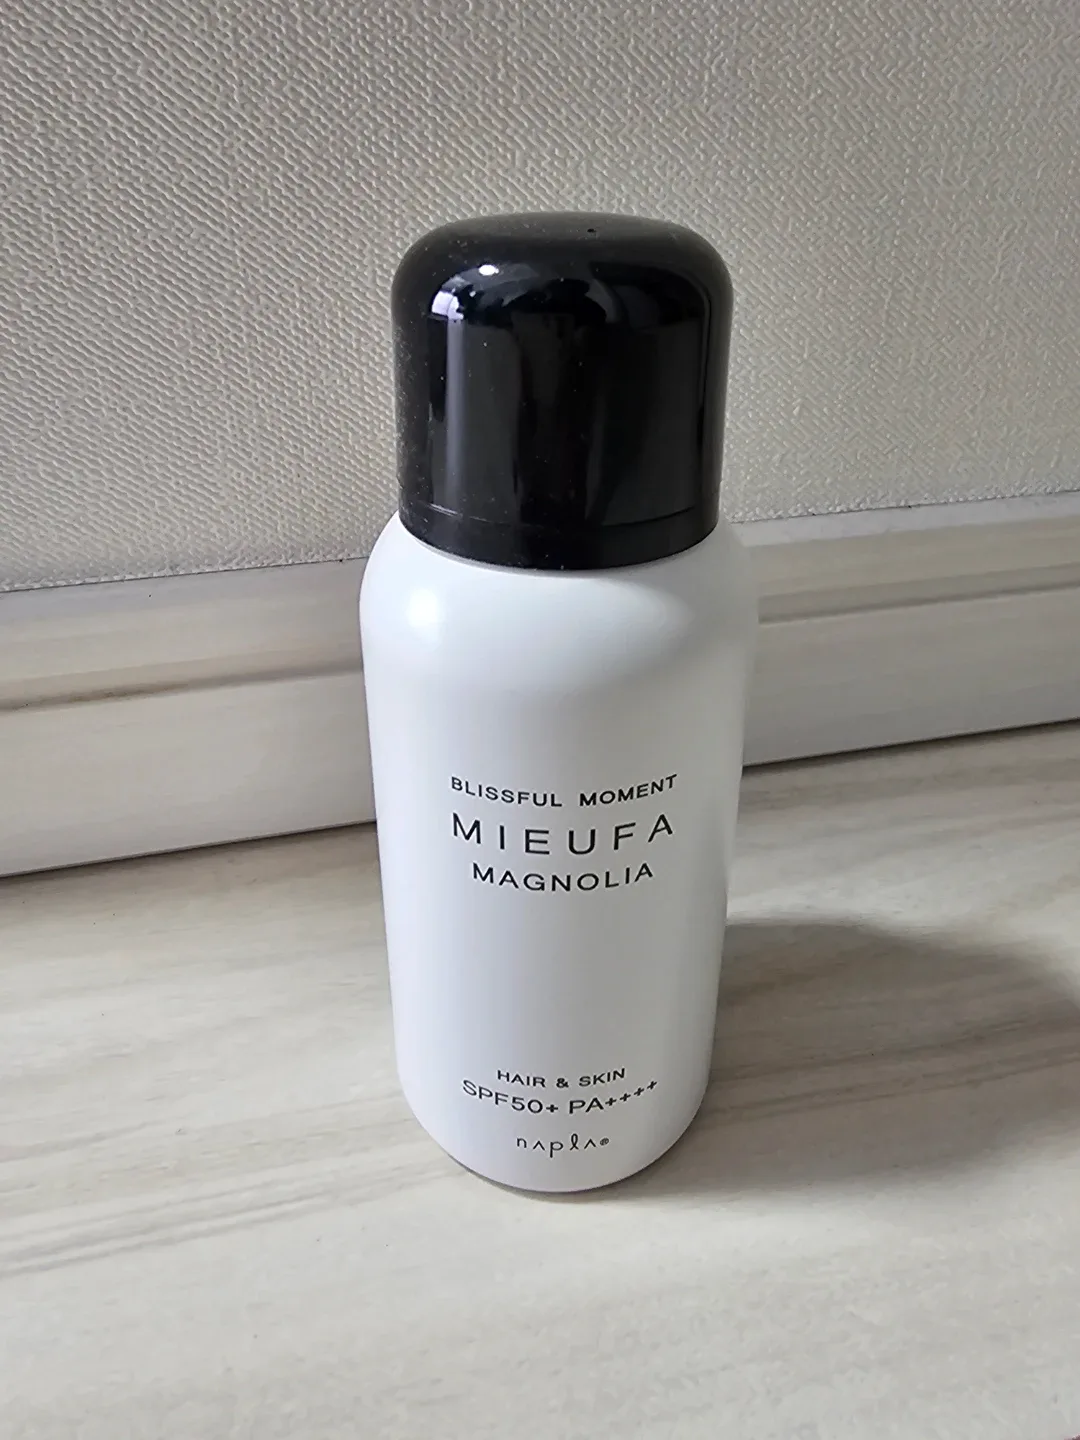 BLISSFUL MOMENT
MIEUFA
MAGNOLIA
HAIR & SKIN
SPF50+ PA++++
napla®